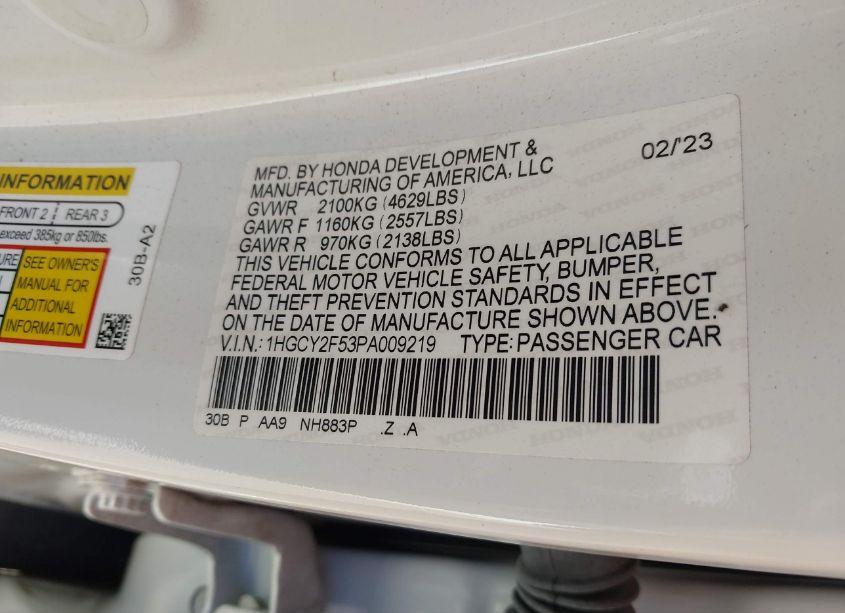 INFORMATION
FRONT 2 REAR 3
exceed 385kg or 850lbs.
SEE OWNER'S
MANUAL FOR
ADDITIONAL
INFORMATION
30B-A2
02/'23
MFD. BY HONDA DEVELOPMENT &
MANUFACTURING OF AMERICA, LLC
GVWR 2100KG (4629LBS)
GAWR F 1160KG (2557LBS)
GAWR R 970KG (2138LBS)
THIS VEHICLE CONFORMS TO ALL APPLICABLE
FEDERAL MOTOR VEHICLE SAFETY, BUMPER,
AND THEFT PREVENTION STANDARDS IN EFFECT
ON THE DATE OF MANUFACTURE SHOWN ABOVE.
V.I.N.: 1HGCY2F53PA009219 TYPE: PASSENGER CAR
30B P AA9 NH883P .Z .A